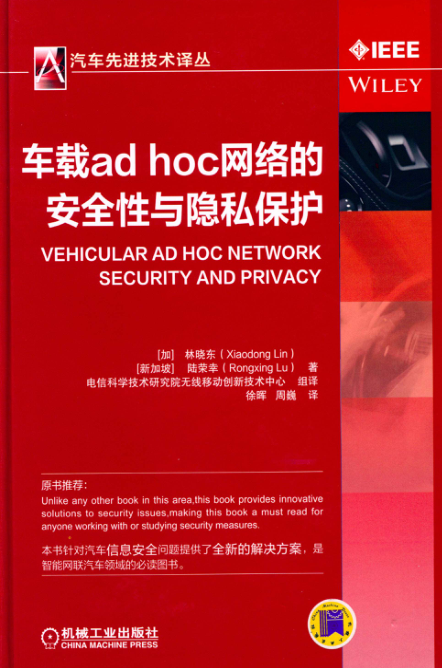 汽车先进技术译丛
IEEE
WILEY
车载ad hoc网络的
安全性与隐私保护
VEHICULAR AD HOC NETWORK
SECURITY AND PRIVACY
[加] 林晓东（Xiaodong Lin）
[新加坡] 陆荣幸（Rongxing Lu） 著
电信科学技术研究院无线移动创新技术中心 组译
徐晖 周巍 译
原书推荐：
Unlike any other book in this area,this book provides innovative
solutions to security issues,making this book a must read for
anyone working with or studying security measures.
本书针对汽车信息安全问题提供了全新的解决方案，是
智能网联汽车领域的必读图书。
机械工业出版社
CHINA MACHINE PRESS